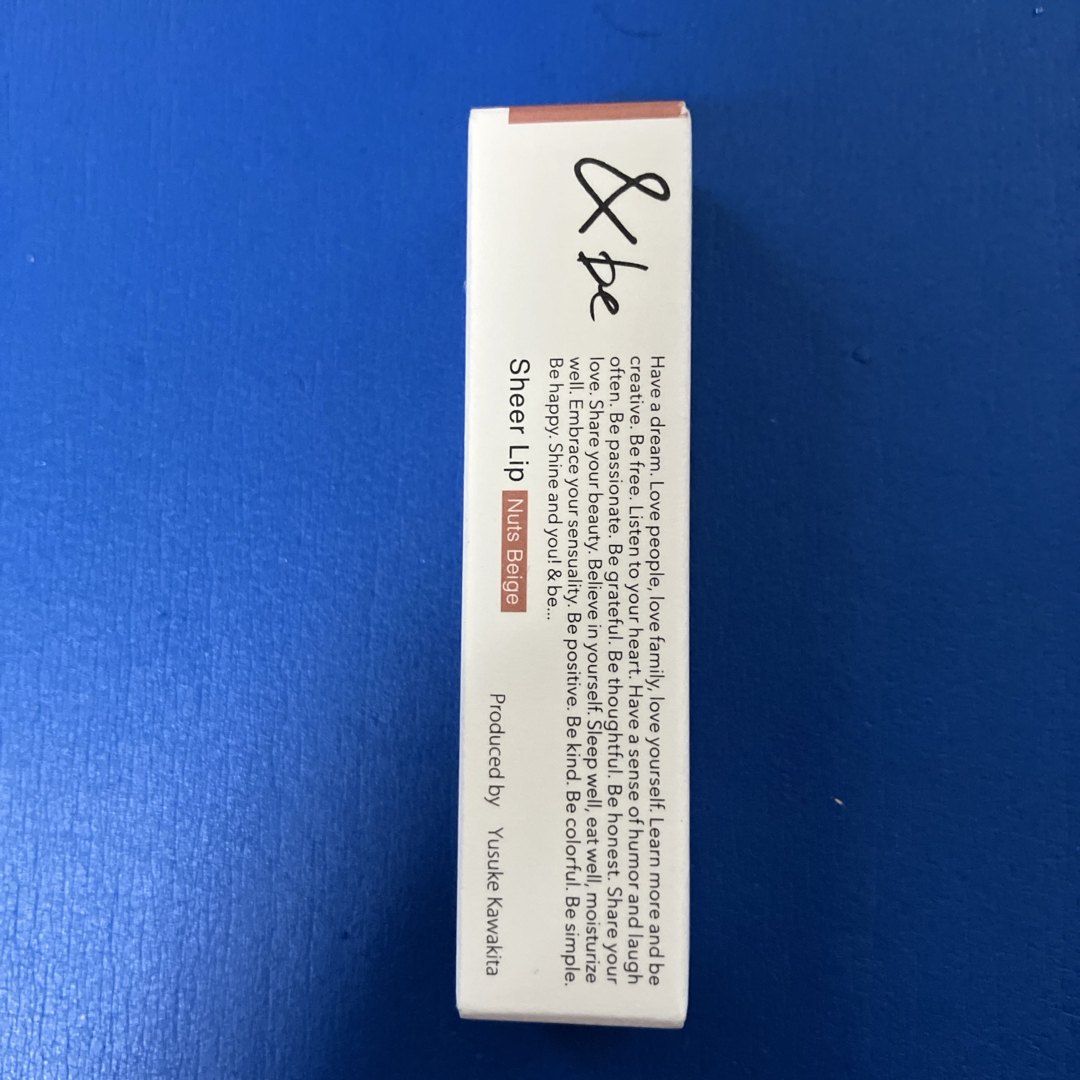 & be
Have a dream. Love people, love family, love yourself. Learn more and be
creative. Be free. Listen to your heart. Have a sense of humor and laugh
often. Be passionate. Be grateful. Be thoughtful. Be honest. Share your
love. Share your beauty. Believe in yourself. Sleep well, eat well, moisturize
well. Embrace your sensuality. Be positive. Be kind. Be colorful. Be simple.
Be happy. Shine and you! & be...
Sheer Lip Nuts Beige
Produced by Yusuke Kawakita